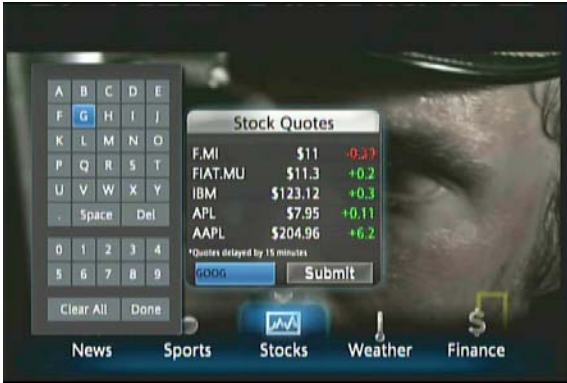 A B C D E
F G H I J
K L M N O
P Q R S T
U V W X Y
. Space Del
0 1 2 3 4
5 6 7 8 9
Clear All Done
Stock Quotes
F.MI $11
FIAT.MU $11.3 +0.2
IBM $123.12 +0.3
APL $7.95 +0.11
AAPL $204.96 +6.2
*Quotes delayed by 15 minutes
GOOG Submit
News Sports Stocks Weather Finance